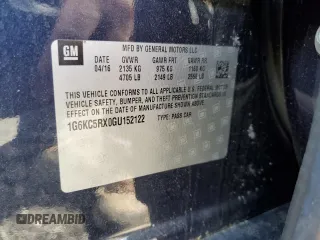 GM
MFD BY GENERAL MOTORS LLC
04/16 GVWR GAWR FRT GAWR RR
2135 KG 975 KG 1160 KG
4705 LB 2149 LB
THIS VEHICLE CONFORMS TO ALL APPLICABLE U.S. FEDERAL MOTOR
VEHICLE SAFETY, BUMPER, AND THEFT PREVENTION STANDARDS IN EFFECT ON THE DATE
OF MANUFACTURE SHOWN ABOVE.
1G6KC5RX0GU152122 TYPE: PASS CAR
DREAMBID